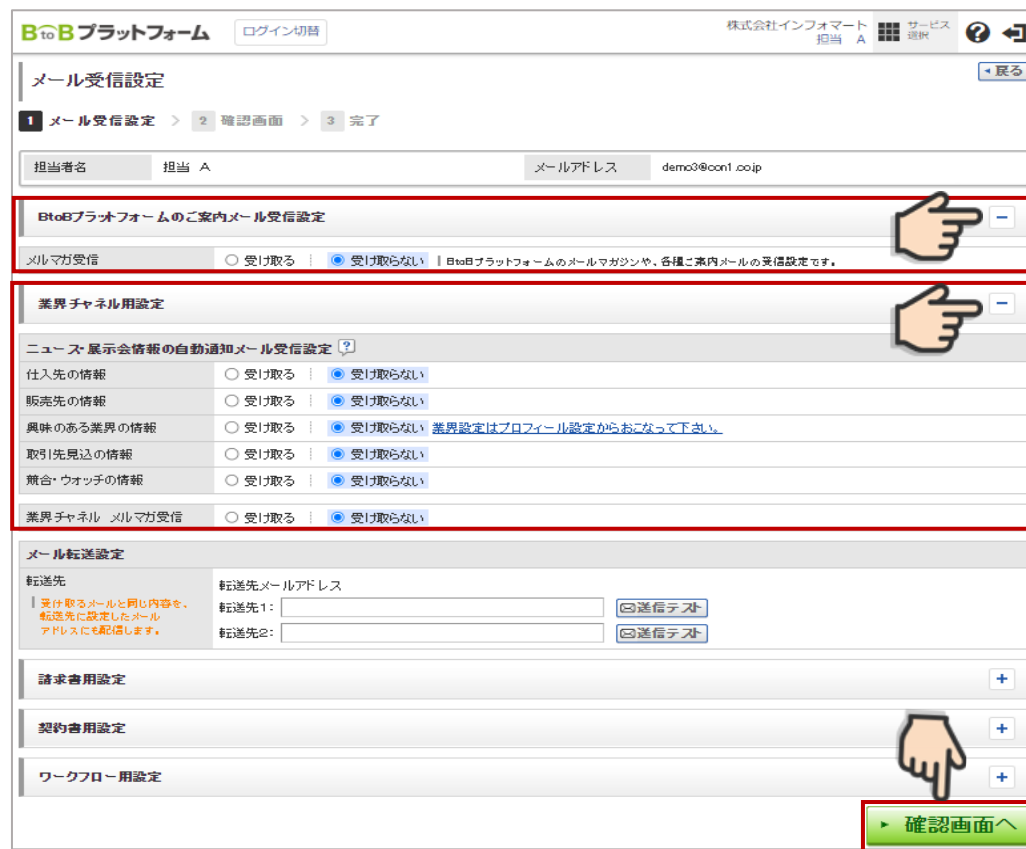 BtoBプラットフォーム ログイン切替 株式会社インフォマート 担当 A サービス選択
メール受信設定 戻る
1 メール受信設定 > 2 確認画面 > 3 完了
担当者名 担当 A メールアドレス demo3@con1.co.jp
BtoBプラットフォームのご案内メール受信設定
メルマガ受信 受け取る 受け取らない BtoBプラットフォームのメールマガジンや、各種ご案内メールの受信設定です。
業界チャネル用設定
ニュース・展示会情報の自動通知メール受信設定 ?
仕入先の情報 受け取る 受け取らない
販売先の情報 受け取る 受け取らない
興味のある業界の情報 受け取る 受け取らない 業界設定はプロフィール設定からおこなって下さい。
取引先見込の情報 受け取る 受け取らない
競合・ウォッチの情報 受け取る 受け取らない
業界チャネル メルマガ受信 受け取る 受け取らない
メール転送設定
転送先 転送先メールアドレス
受け取るメールと同じ内容を、
転送先に設定したメール
アドレスにも配信します。
転送先1: 送信テスト
転送先2: 送信テスト
請求書用設定
契約書用設定
ワークフロー用設定
確認画面へ